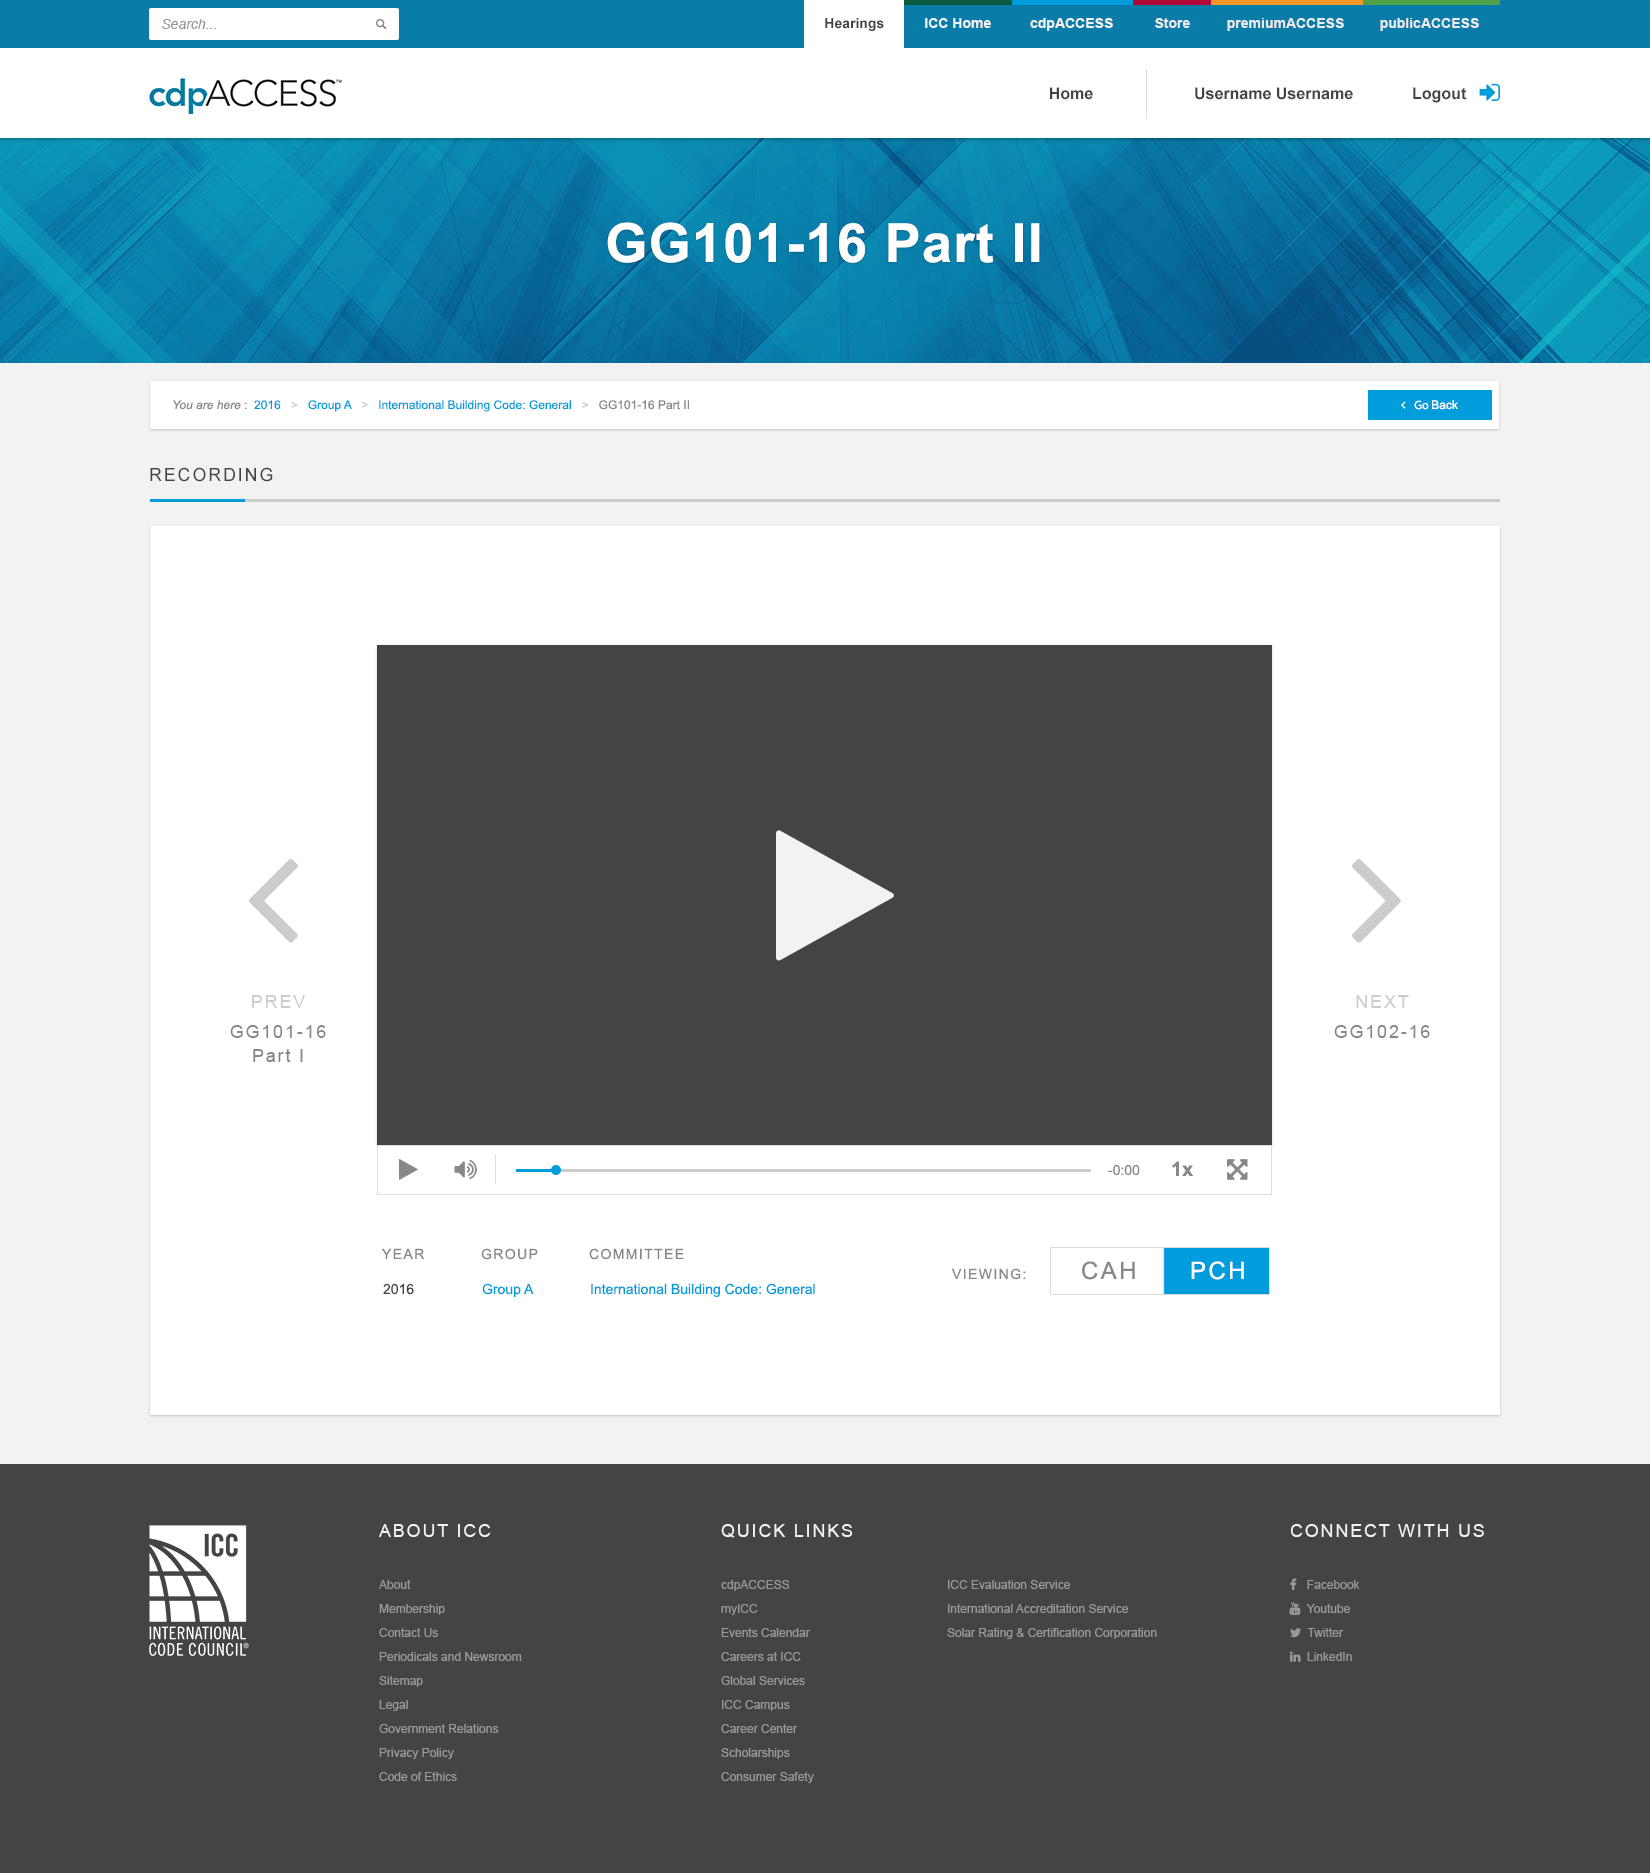 Search...
Hearings
ICC Home
cdpACCESS
Store
premiumACCESS
publicACCESS
cdpACCESS™
Home
Username Username
Logout
GG101-16 Part II
You are here : 2016 > Group A > International Building Code: General > GG101-16 Part II
< Go Back
RECORDING
PREV
GG101-16
Part I
NEXT
GG102-16
-0:00
1x
YEAR
GROUP
COMMITTEE
2016
Group A
International Building Code: General
VIEWING:
CAH
PCH
ICC
INTERNATIONAL
CODE COUNCIL®
ABOUT ICC
About
Membership
Contact Us
Periodicals and Newsroom
Sitemap
Legal
Government Relations
Privacy Policy
Code of Ethics
QUICK LINKS
cdpACCESS
myICC
Events Calendar
Careers at ICC
Global Services
ICC Campus
Career Center
Scholarships
Consumer Safety
ICC Evaluation Service
International Accreditation Service
Solar Rating & Certification Corporation
CONNECT WITH US
Facebook
Youtube
Twitter
LinkedIn